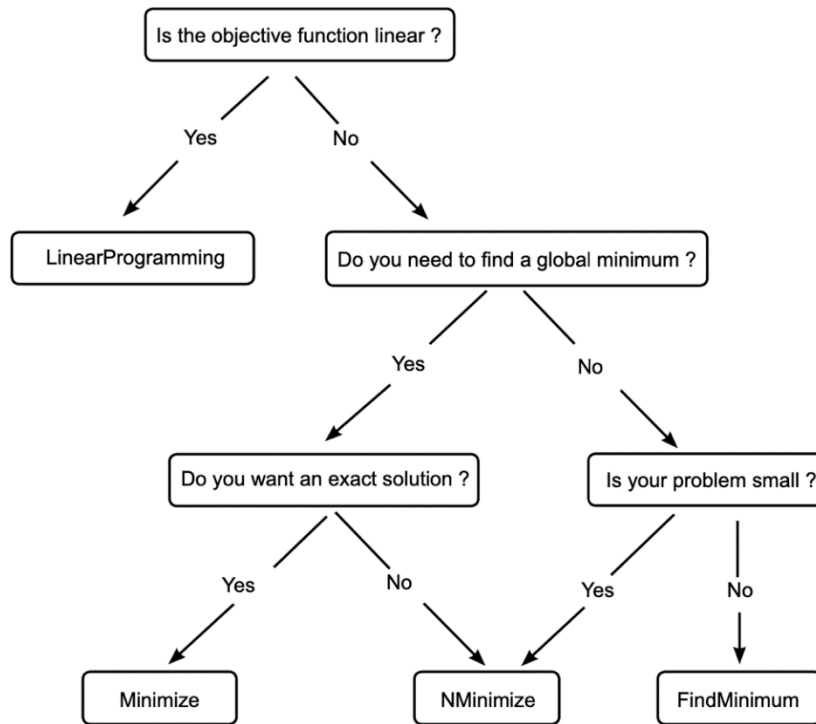 Is the objective function linear ?
Yes
No
LinearProgramming
Do you need to find a global minimum ?
Yes
No
Do you want an exact solution ?
Is your problem small ?
Yes
No
Yes
No
Minimize
NMinimize
FindMinimum